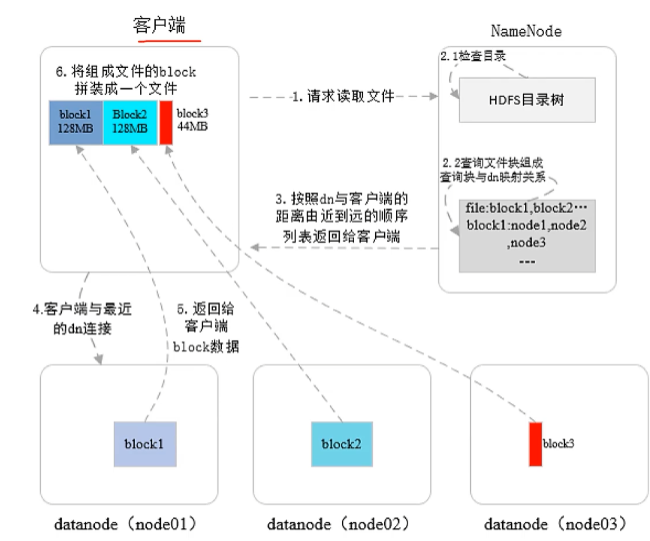 客户端
NameNode
6. 将组成文件的block
拼装成一个文件
block1
128MB
Block2
128MB
block3
44MB
1. 请求读取文件
2.1检查目录
HDFS目录树
2.2查询文件块组成
查询块与dn映射关系
file:block1,block2…
block1:node1,node2
,node3
---
3. 按照dn与客户端的
距离由近到远的顺序
列表返回给客户端
4.客户端与最近
的dn连接
5. 返回给
客户端
block数据
block1
block2
block3
datanode（node01）
datanode（node02）
datanode（node03）